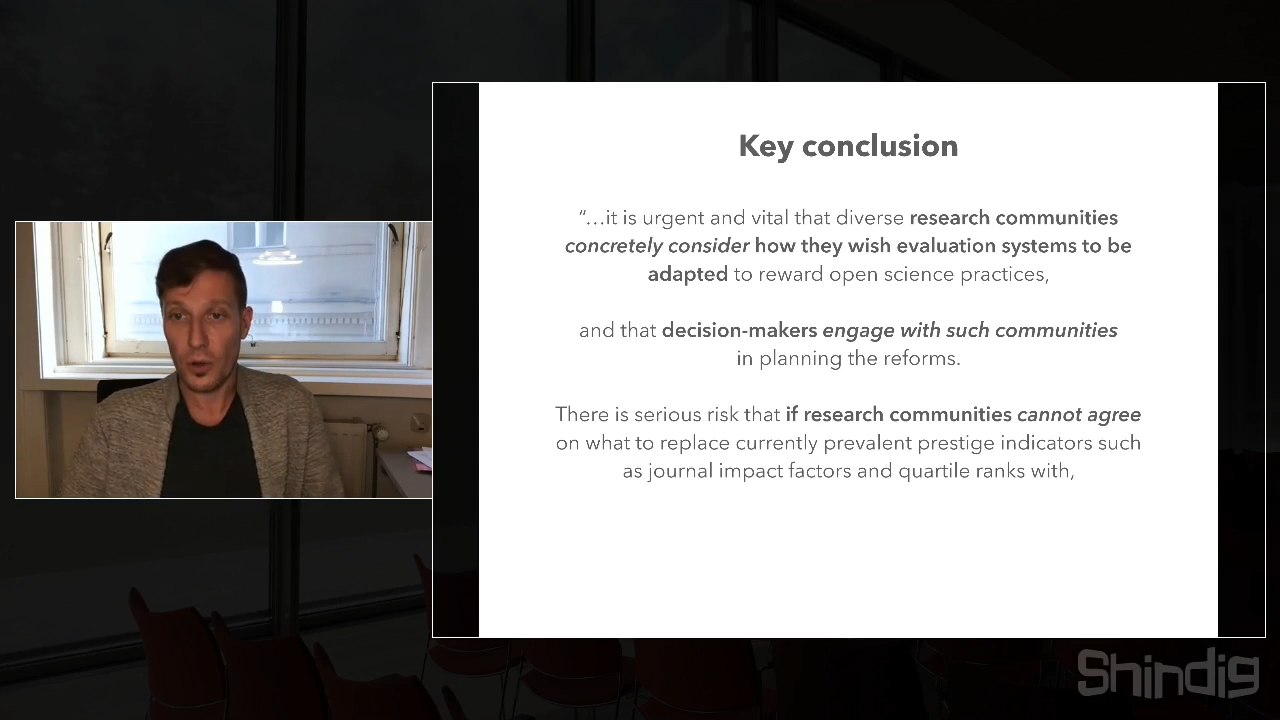 Key conclusion
“…it is urgent and vital that diverse research communities
concretely consider how they wish evaluation systems to be
adapted to reward open science practices,
and that decision-makers engage with such communities
in planning the reforms.
There is serious risk that if research communities cannot agree
on what to replace currently prevalent prestige indicators such
as journal impact factors and quartile ranks with,
Shindig